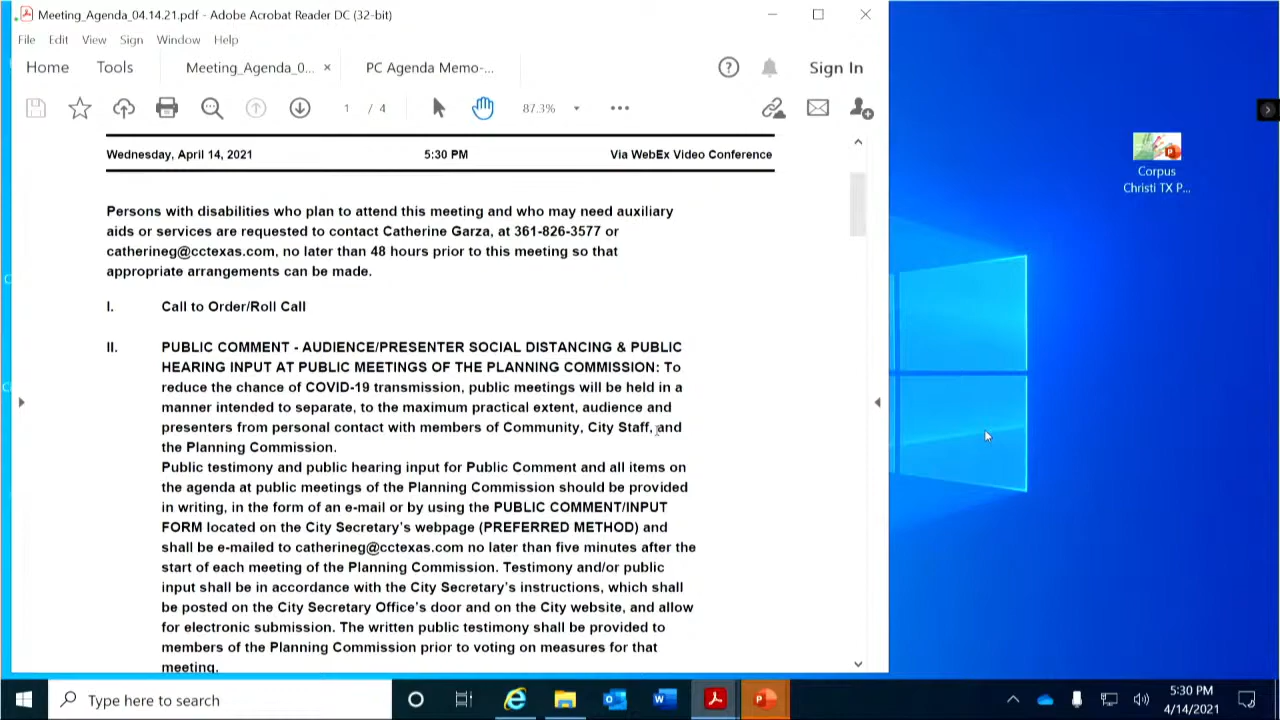 Meeting_Agenda_04.14.21.pdf - Adobe Acrobat Reader DC (32-bit)
File Edit View Sign Window Help
Home Tools Meeting_Agenda_0... × PC Agenda Memo-... Sign In
1 / 4 87.3%
Wednesday, April 14, 2021 5:30 PM Via WebEx Video Conference
Persons with disabilities who plan to attend this meeting and who may need auxiliary
aids or services are requested to contact Catherine Garza, at 361-826-3577 or
catherineg@cctexas.com, no later than 48 hours prior to this meeting so that
appropriate arrangements can be made.
I. Call to Order/Roll Call
II. PUBLIC COMMENT - AUDIENCE/PRESENTER SOCIAL DISTANCING & PUBLIC
HEARING INPUT AT PUBLIC MEETINGS OF THE PLANNING COMMISSION: To
reduce the chance of COVID-19 transmission, public meetings will be held in a
manner intended to separate, to the maximum practical extent, audience and
presenters from personal contact with members of Community, City Staff, and
the Planning Commission.
Public testimony and public hearing input for Public Comment and all items on
the agenda at public meetings of the Planning Commission should be provided
in writing, in the form of an e-mail or by using the PUBLIC COMMENT/INPUT
FORM located on the City Secretary's webpage (PREFERRED METHOD) and
shall be e-mailed to catherineg@cctexas.com no later than five minutes after the
start of each meeting of the Planning Commission. Testimony and/or public
input shall be in accordance with the City Secretary's instructions, which shall
be posted on the City Secretary Office's door and on the City website, and allow
for electronic submission. The written public testimony shall be provided to
members of the Planning Commission prior to voting on measures for that
meeting.
Corpus
Christi TX P...
Type here to search
5:30 PM
4/14/2021